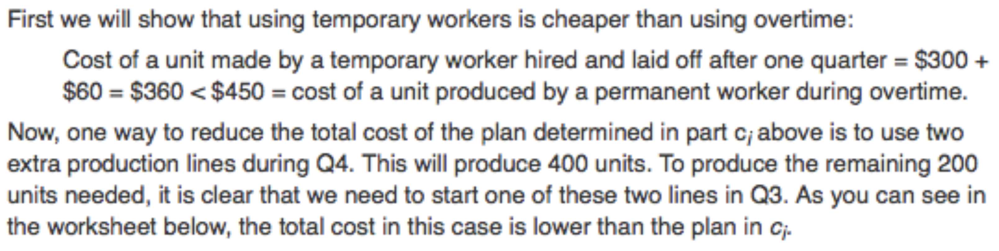 First we will show that using temporary workers is cheaper than using overtime:
Cost of a unit made by a temporary worker hired and laid off after one quarter = $300 +
$60 = $360 < $450 = cost of a unit produced by a permanent worker during overtime.
Now, one way to reduce the total cost of the plan determined in part cᵢ above is to use two
extra production lines during Q4. This will produce 400 units. To produce the remaining 200
units needed, it is clear that we need to start one of these two lines in Q3. As you can see in
the worksheet below, the total cost in this case is lower than the plan in cᵢ.